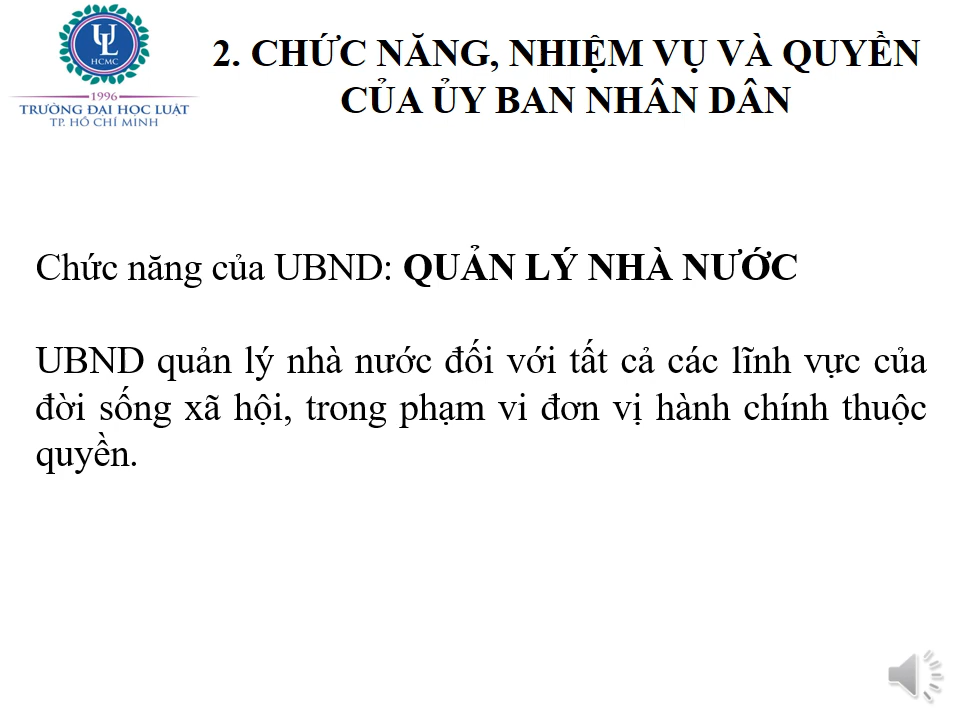 UL
HCMC
1996
TRƯỜNG ĐẠI HỌC LUẬT
TP. HỒ CHÍ MINH
2. CHỨC NĂNG, NHIỆM VỤ VÀ QUYỀN
CỦA ỦY BAN NHÂN DÂN
Chức năng của UBND: QUẢN LÝ NHÀ NƯỚC
UBND quản lý nhà nước đối với tất cả các lĩnh vực của
đời sống xã hội, trong phạm vi đơn vị hành chính thuộc
quyền.